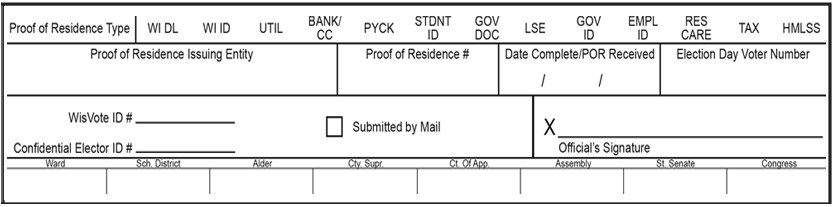 Proof of Residence Type WI DL WI ID UTIL BANK/ CC PYCK STDNT ID GOV DOC LSE GOV ID EMPL ID RES CARE TAX HMLSS
Proof of Residence Issuing Entity Proof of Residence # Date Complete/POR Received Election Day Voter Number
/ /
WisVote ID # Submitted by Mail X
Confidential Elector ID # Official's Signature
Ward Sch. District Alder Cty. Supr. Ct. Of App. Assembly St. Senate Congress